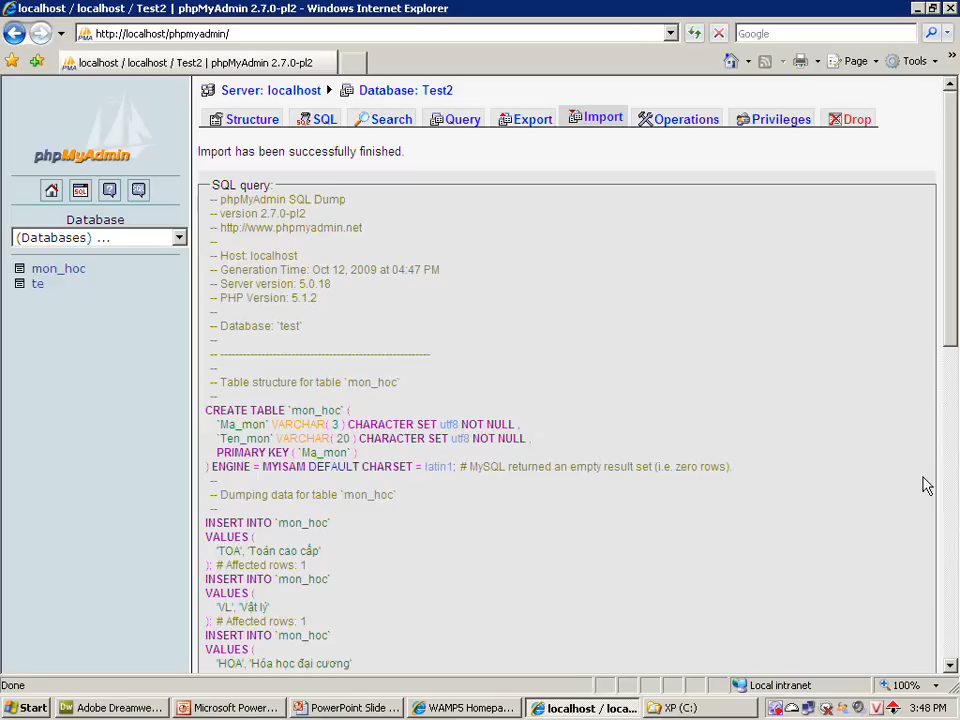 localhost / localhost / Test2 | phpMyAdmin 2.7.0-pl2 - Windows Internet Explorer
http://localhost/phpmyadmin/
Google
localhost / localhost / Test2 | phpMyAdmin 2.7.0-pl2
Page
Tools
phpMyAdmin
Database
(Databases) ...
mon_hoc
te
Server: localhost
Database: Test2
Structure
SQL
Search
Query
Export
Import
Operations
Privileges
Drop
Import has been successfully finished.
SQL query:
-- phpMyAdmin SQL Dump
-- version 2.7.0-pl2
-- http://www.phpmyadmin.net
--
-- Host: localhost
-- Generation Time: Oct 12, 2009 at 04:47 PM
-- Server version: 5.0.18
-- PHP Version: 5.1.2
--
-- Database: `test`
--
-- --------------------------------------------------------
--
-- Table structure for table `mon_hoc`
--
CREATE TABLE `mon_hoc` (
`Ma_mon` VARCHAR( 3 ) CHARACTER SET utf8 NOT NULL ,
`Ten_mon` VARCHAR( 20 ) CHARACTER SET utf8 NOT NULL ,
PRIMARY KEY ( `Ma_mon` )
) ENGINE = MYISAM DEFAULT CHARSET = latin1; # MySQL returned an empty result set (i.e. zero rows).
--
-- Dumping data for table `mon_hoc`
--
INSERT INTO `mon_hoc`
VALUES (
'TOA', 'Toán cao cấp'
); # Affected rows: 1
INSERT INTO `mon_hoc`
VALUES (
'VL', 'Vật lý'
); # Affected rows: 1
INSERT INTO `mon_hoc`
VALUES (
'HOA', 'Hóa học đại cương'
Done
Local intranet
100%
Start
Adobe Dreamwe...
Microsoft Power...
PowerPoint Slide ...
WAMP5 Homepa...
localhost / loca...
XP (C:)
3:48 PM